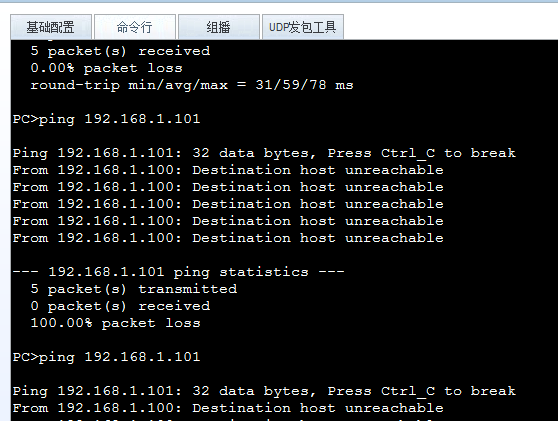 基础配置 命令行 组播 UDP发包工具
5 packet(s) received
0.00% packet loss
round-trip min/avg/max = 31/59/78 ms
PC>ping 192.168.1.101
Ping 192.168.1.101: 32 data bytes, Press Ctrl_C to break
From 192.168.1.100: Destination host unreachable
From 192.168.1.100: Destination host unreachable
From 192.168.1.100: Destination host unreachable
From 192.168.1.100: Destination host unreachable
From 192.168.1.100: Destination host unreachable
--- 192.168.1.101 ping statistics ---
5 packet(s) transmitted
0 packet(s) received
100.00% packet loss
PC>ping 192.168.1.101
Ping 192.168.1.101: 32 data bytes, Press Ctrl_C to break
From 192.168.1.100: Destination host unreachable